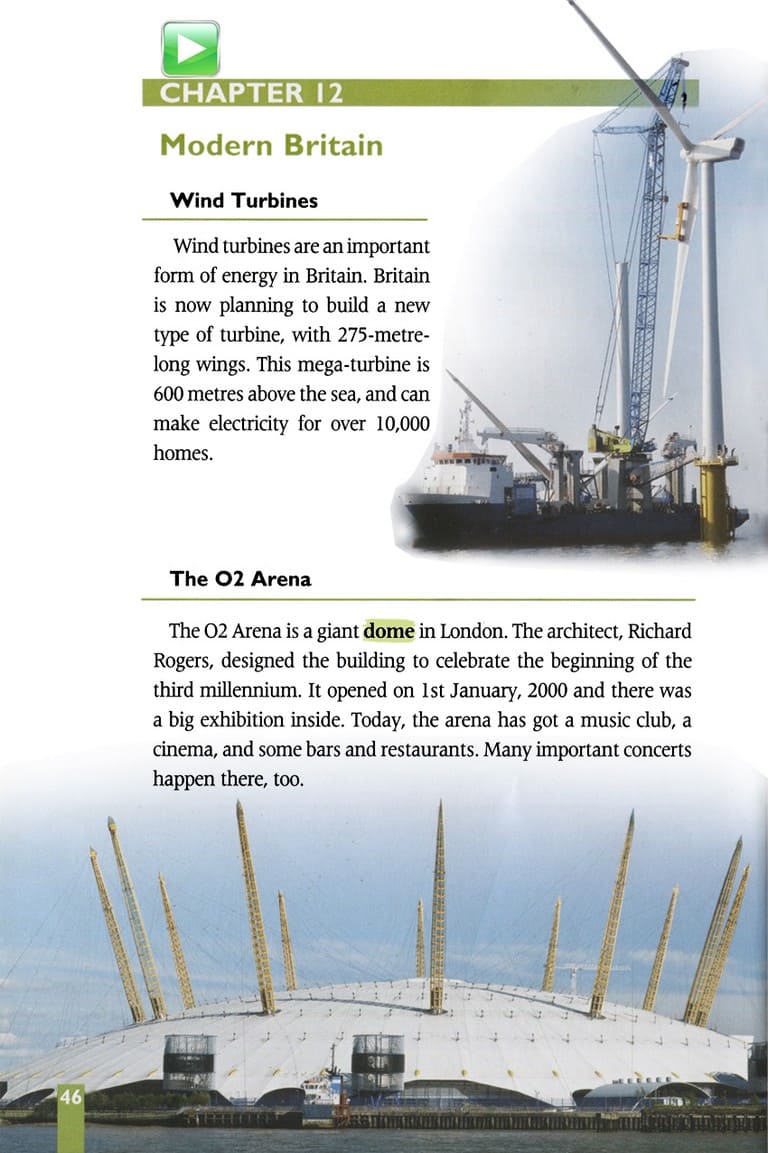 CHAPTER 12
Modern Britain
Wind Turbines
Wind turbines are an important
form of energy in Britain. Britain
is now planning to build a new
type of turbine, with 275-metre-
long wings. This mega-turbine is
600 metres above the sea, and can
make electricity for over 10,000
homes.
The O2 Arena
The O2 Arena is a giant dome in London. The architect, Richard
Rogers, designed the building to celebrate the beginning of the
third millennium. It opened on 1st January, 2000 and there was
a big exhibition inside. Today, the arena has got a music club, a
cinema, and some bars and restaurants. Many important concerts
happen there, too.
46